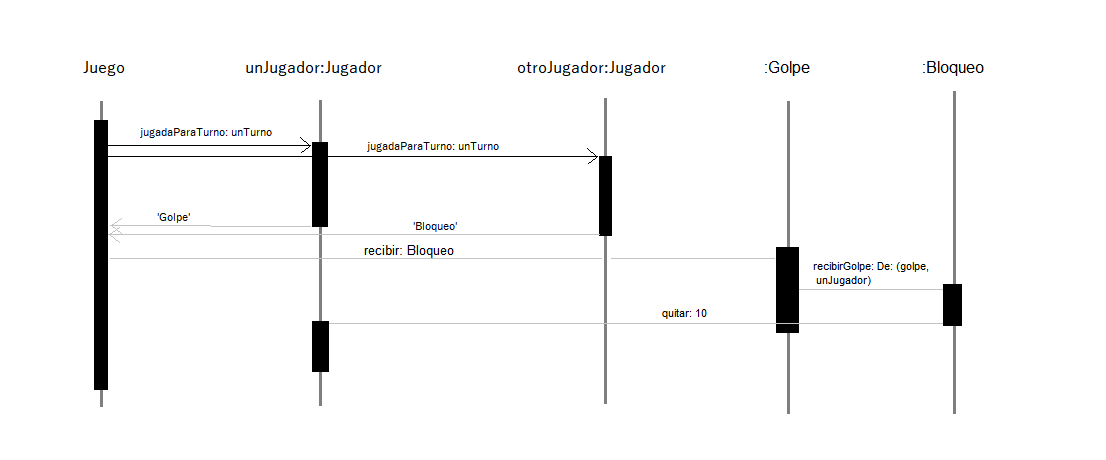 Juego
unJugador:Jugador
otroJugador:Jugador
:Golpe
:Bloqueo
jugadaParaTurno: unTurno
jugadaParaTurno: unTurno
'Golpe'
'Bloqueo'
recibir: Bloqueo
recibirGolpe: De: (golpe,
unJugador)
quitar: 10